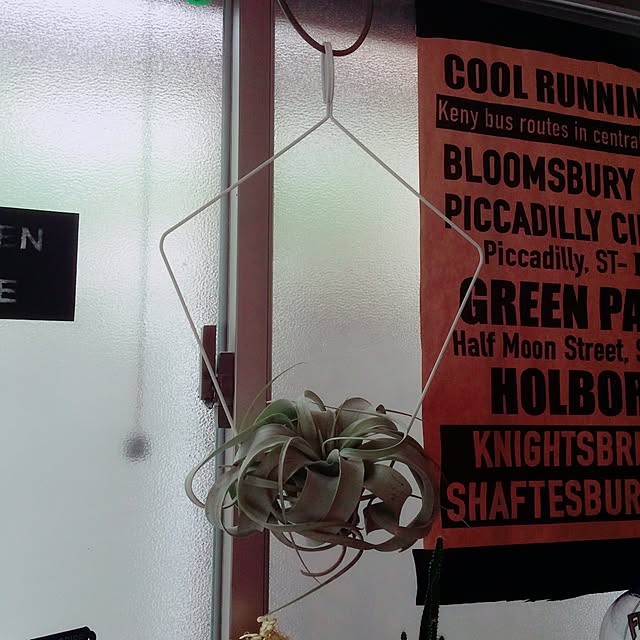 EN
E
COOL RUNNIN
Keny bus routes in centra
BLOOMSBURY
PICCADILLY CI
Piccadilly, ST-
GREEN PA
Half Moon Street, S
HOLBOR
KNIGHTSBRI
SHAFTESBUR